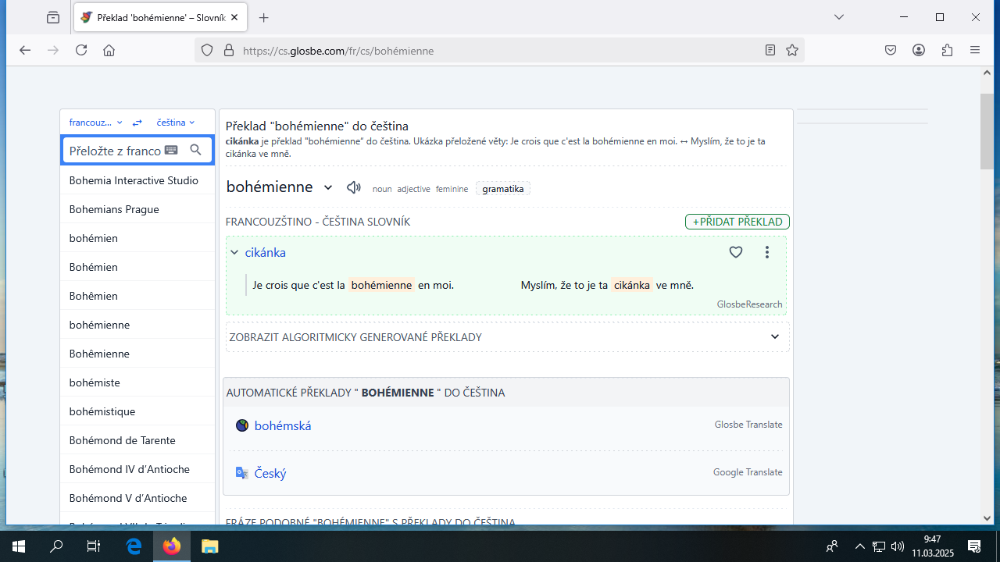 Překlad 'bohémienne' – Slovník
https://cs.glosbe.com/fr/cs/bohémienne
francouz...
čeština
Přeložte z franco
Bohemia Interactive Studio
Bohemians Prague
bohémien
Bohémien
Bohêmien
bohémienne
Bohêmienne
bohémiste
bohémistique
Bohémond de Tarente
Bohémond IV d’Antioche
Bohémond V d’Antioche
Překlad "bohémienne" do čeština
cikánka je překlad "bohémienne" do čeština. Ukázka přeložené věty: Je crois que c'est la bohémienne en moi. ↔ Myslím, že to je ta
cikánka ve mně.
bohémienne
noun adjective feminine
gramatika
FRANCOUZŠTINO - ČEŠTINA SLOVNÍK
+PŘIDAT PŘEKLAD
cikánka
Je crois que c'est la bohémienne en moi.
Myslím, že to je ta cikánka ve mně.
GlosbeResearch
ZOBRAZIT ALGORITMICKY GENEROVANÉ PŘEKLADY
AUTOMATICKÉ PŘEKLADY " BOHÉMIENNE " DO ČEŠTINA
bohémská
Glosbe Translate
Český
Google Translate
FRÁZE PODOBNÉ "BOHÉMIENNE" S PŘEKLADY DO ČEŠTINA
9:47
11.03.2025